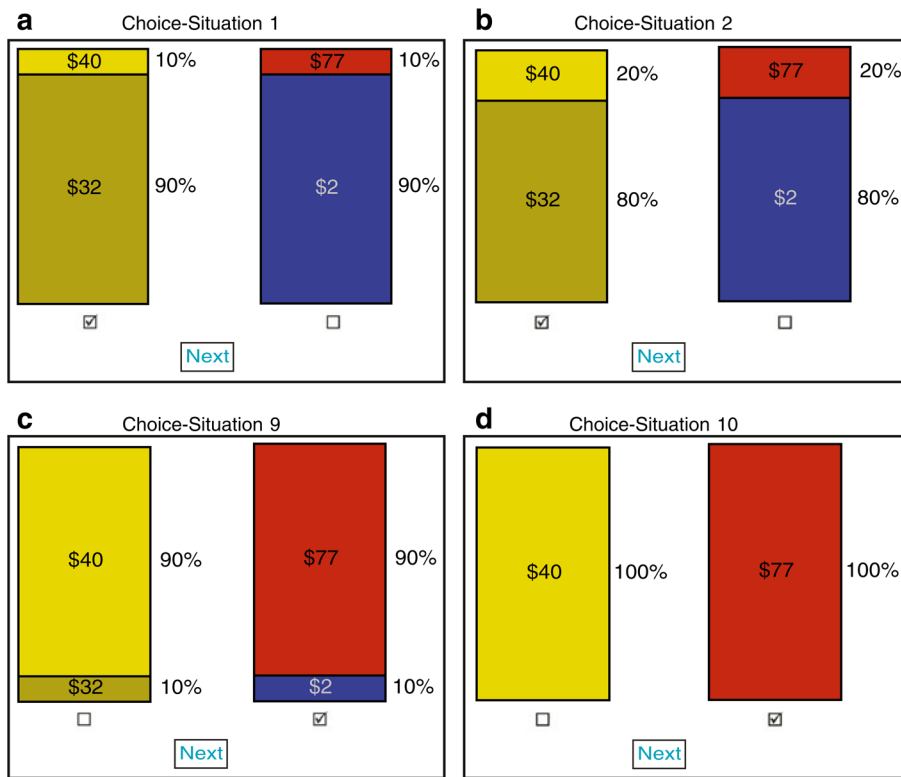 a Choice-Situation 1
$40 10% $77 10%
$32 90% $2 90%
Next
b Choice-Situation 2
$40 20% $77 20%
$32 80% $2 80%
Next
c Choice-Situation 9
$40 90% $77 90%
$32 10% $2 10%
Next
d Choice-Situation 10
$40 100% $77 100%
Next